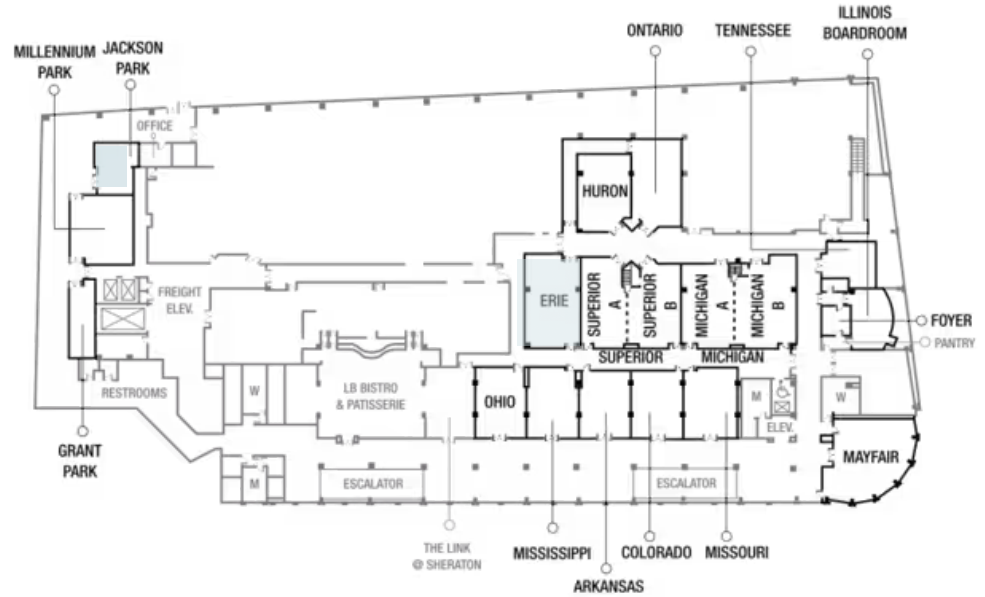 ILLINOIS
BOARDROOM
ONTARIO
TENNESSEE
MILLENNIUM
PARK
JACKSON
PARK
OFFICE
HURON
ERIE
SUPERIOR
A
SUPERIOR
B
MICHIGAN
A
MICHIGAN
B
FREIGHT
ELEV.
FOYER
PANTRY
SUPERIOR
MICHIGAN
RESTROOMS
W
LB BISTRO
& PATISSERIE
OHIO
M
ELEV.
W
GRANT
PARK
MAYFAIR
M
ESCALATOR
ESCALATOR
THE LINK
@ SHERATON
MISSISSIPPI
ARKANSAS
COLORADO
MISSOURI